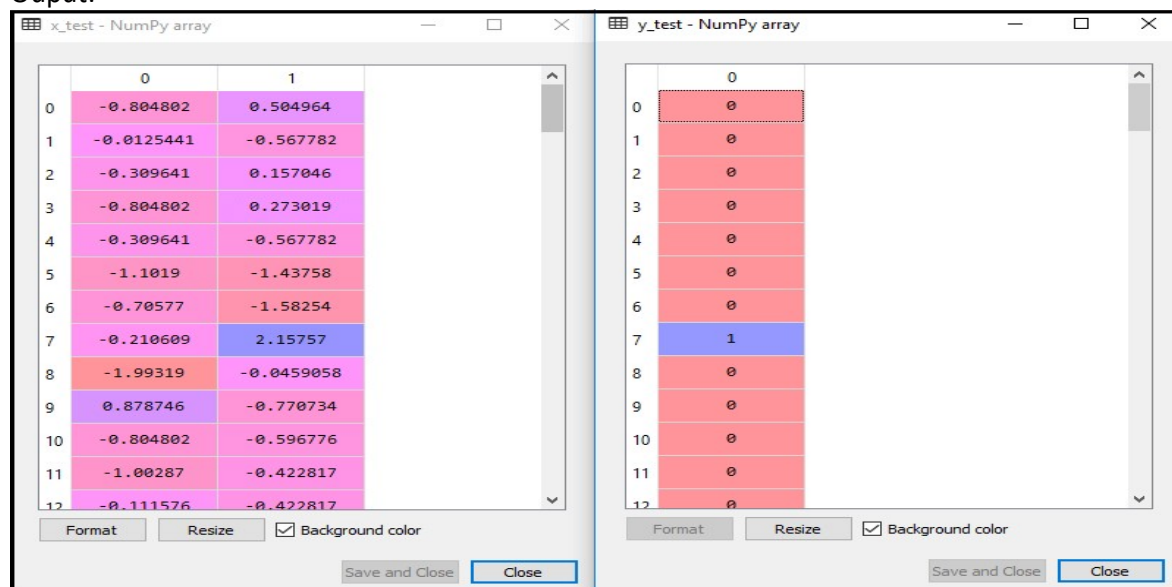 Ouput:
x_test - NumPy array
0 1
0 -0.804802 0.504964
1 -0.0125441 -0.567782
2 -0.309641 0.157046
3 -0.804802 0.273019
4 -0.309641 -0.567782
5 -1.1019 -1.43758
6 -0.70577 -1.58254
7 -0.210609 2.15757
8 -1.99319 -0.0459058
9 0.878746 -0.770734
10 -0.804802 -0.596776
11 -1.00287 -0.422817
12 -0.111576 -0.422817
Format Resize Background color
Save and Close Close
y_test - NumPy array
0
0 0
1 0
2 0
3 0
4 0
5 0
6 0
7 1
8 0
9 0
10 0
11 0
12 0
Format Resize Background color
Save and Close Close